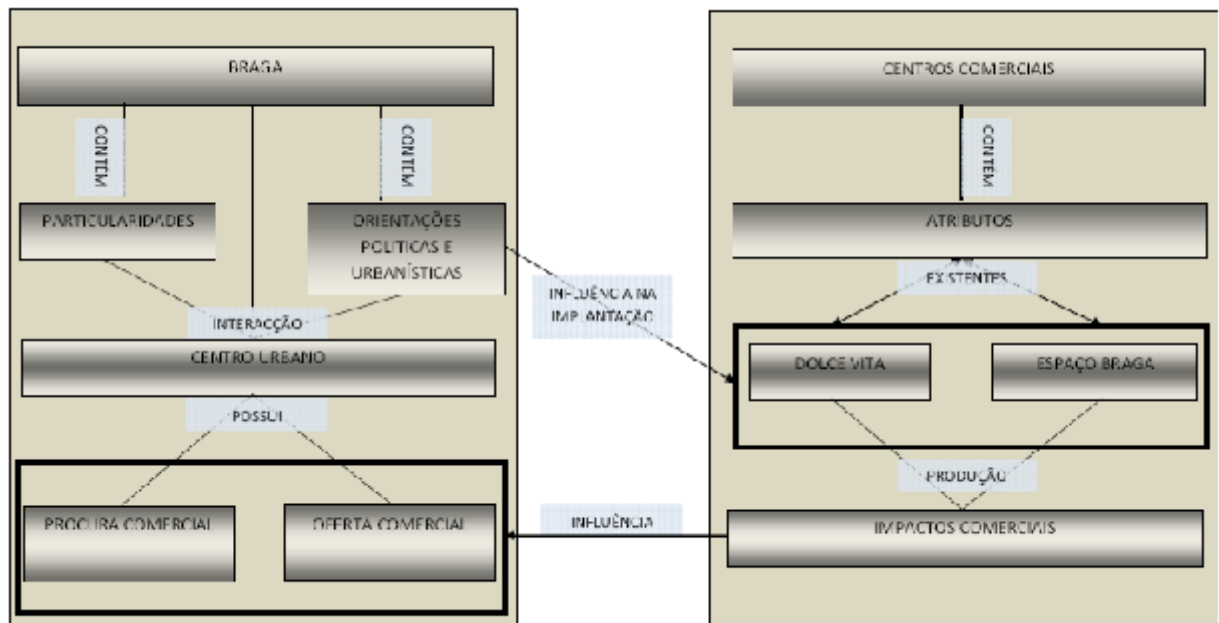 BRAGA
CONTÉM
CONTÉM
PARTICULARIDADES
ORIENTAÇÕES
POLITICAS E
URBANÍSTICAS
INTERACÇÃO
CENTRO URBANO
POSSUI
PROCURA COMERCIAL
OFERTA COMERCIAL
INFLUÊNCIA NA
IMPLANTAÇÃO
INFLUÊNCIA
CENTROS COMERCIAIS
CONTÉM
ATRIBUTOS
EXISTENTES
DOLCE VITA
ESPAÇO BRAGA
PRODUÇÃO
IMPACTOS COMERCIAIS